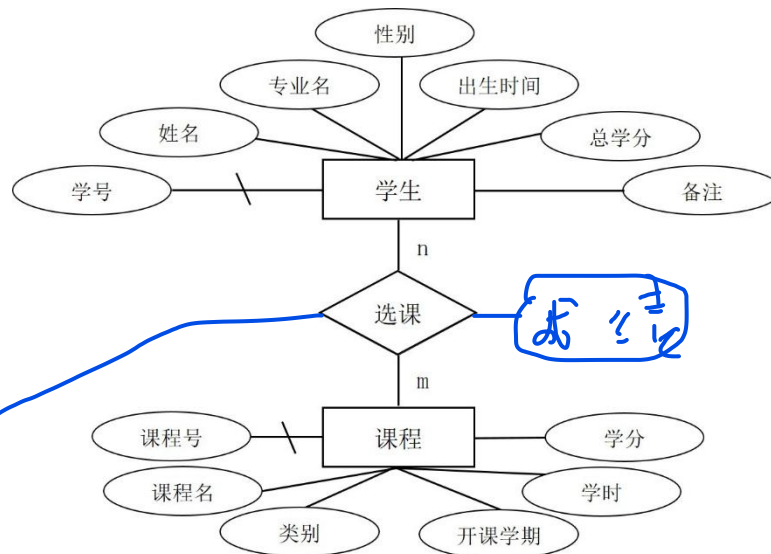 性别
专业名
出生时间
姓名
总学分
学号
学生
备注
n
选课
m
课程号
课程
学分
课程名
学时
类别
开课学期